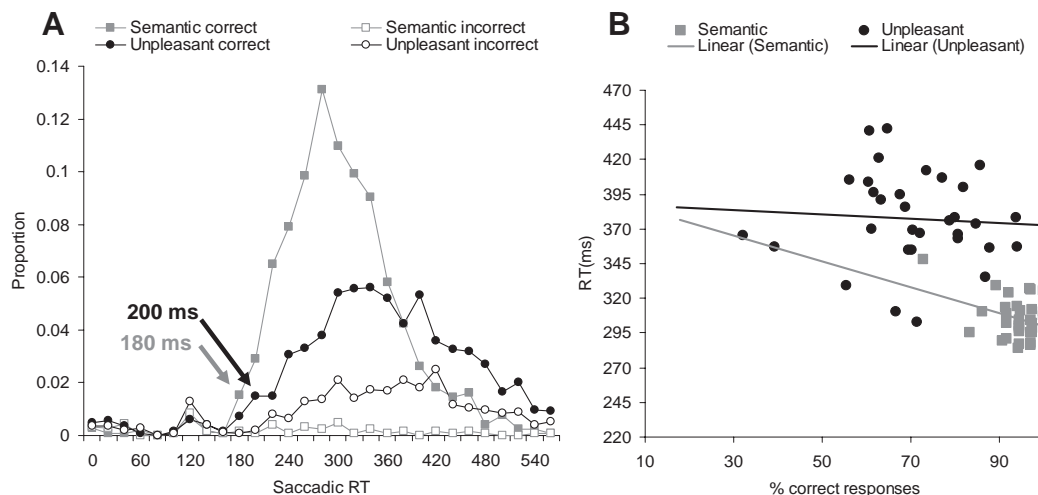 A
Semantic correct
Semantic incorrect
Unpleasant correct
Unpleasant incorrect
0.14
0.12
0.1
0.08
0.06
0.04
0.02
0
Proportion
200 ms
180 ms
0 60 120 180 240 300 360 420 480 540
Saccadic RT
B
Semantic
Unpleasant
Linear (Semantic)
Linear (Unpleasant)
470
445
420
395
370
345
320
295
270
220
RT(ms)
10 30 50 70 90
% correct responses